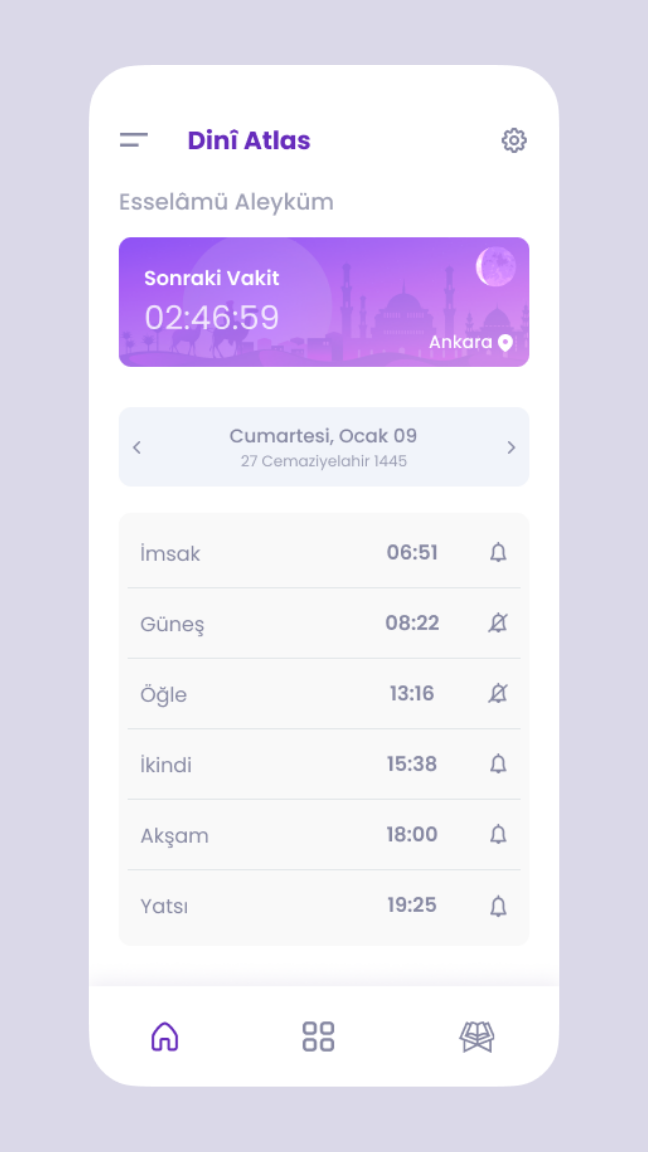 Dinî Atlas
Esselâmü Aleyküm
Sonraki Vakit
02:46:59
Ankara
Cumartesi, Ocak 09
27 Cemaziyelahir 1445
İmsak 06:51
Güneş 08:22
Öğle 13:16
İkindi 15:38
Akşam 18:00
Yatsı 19:25